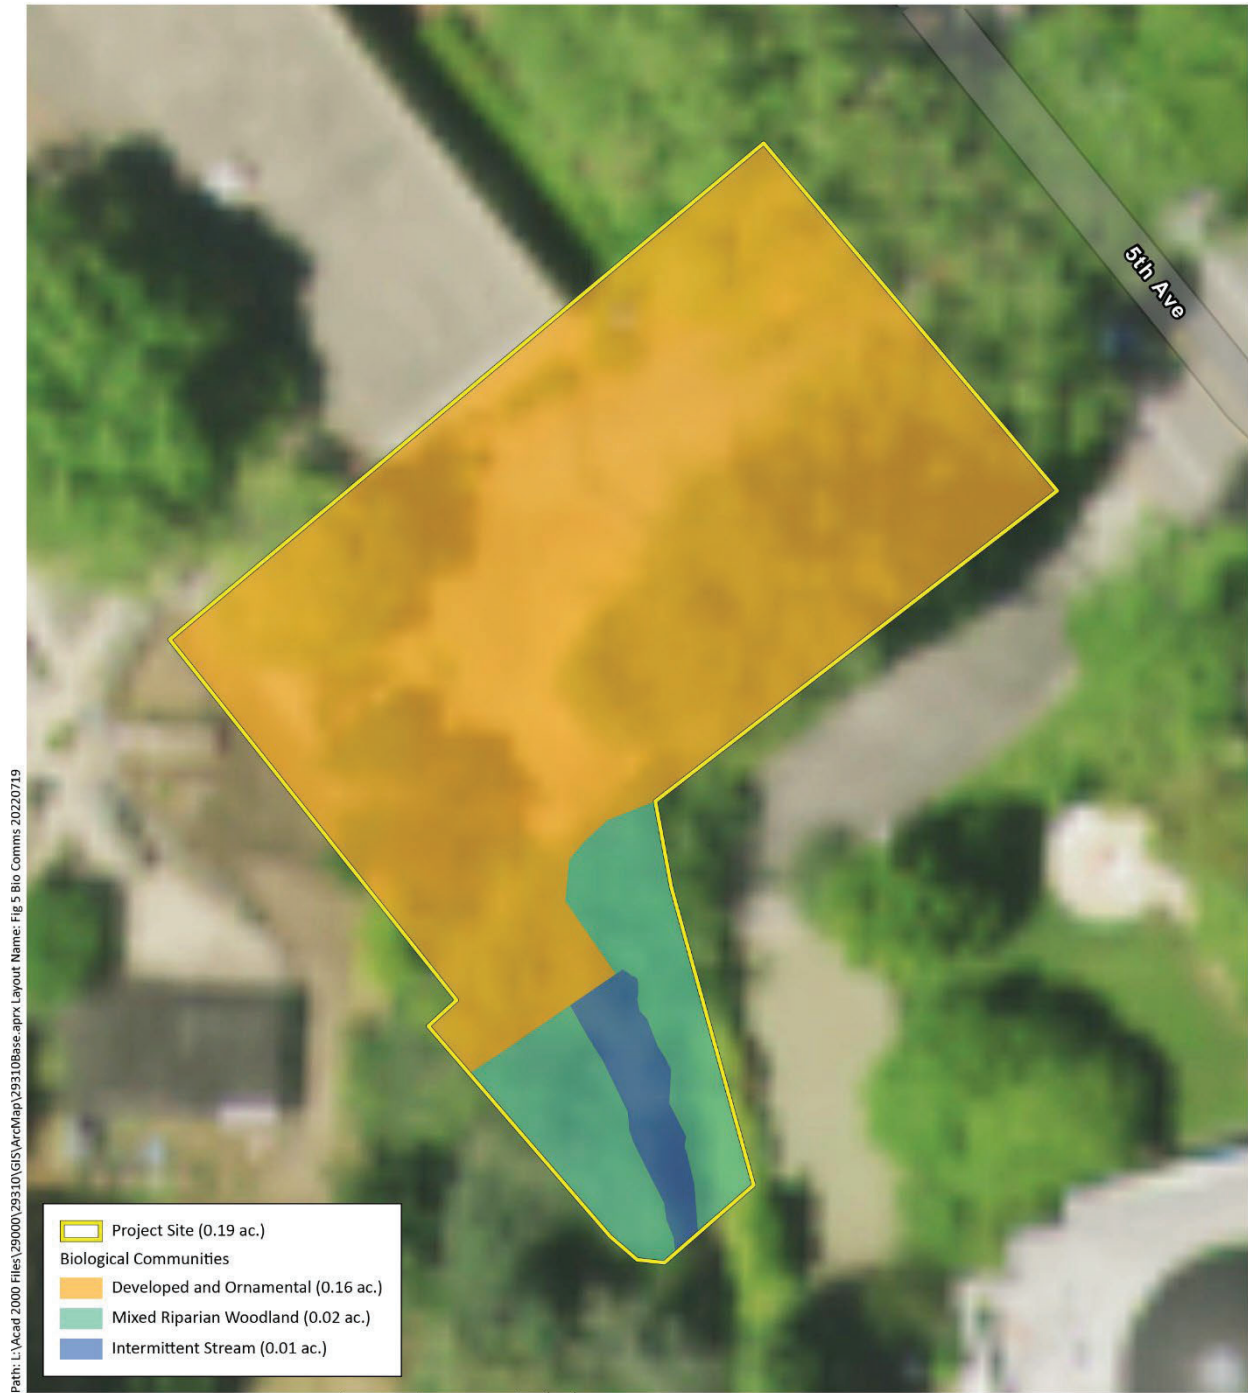 5th Ave
Path: L:\Acad 2000 Files\29000\29310\GIS\ArcMap\29310Base.aprx Layout Name: Fig 5 Bio Comms 20220719
Project Site (0.19 ac.)
Biological Communities
Developed and Ornamental (0.16 ac.)
Mixed Riparian Woodland (0.02 ac.)
Intermittent Stream (0.01 ac.)